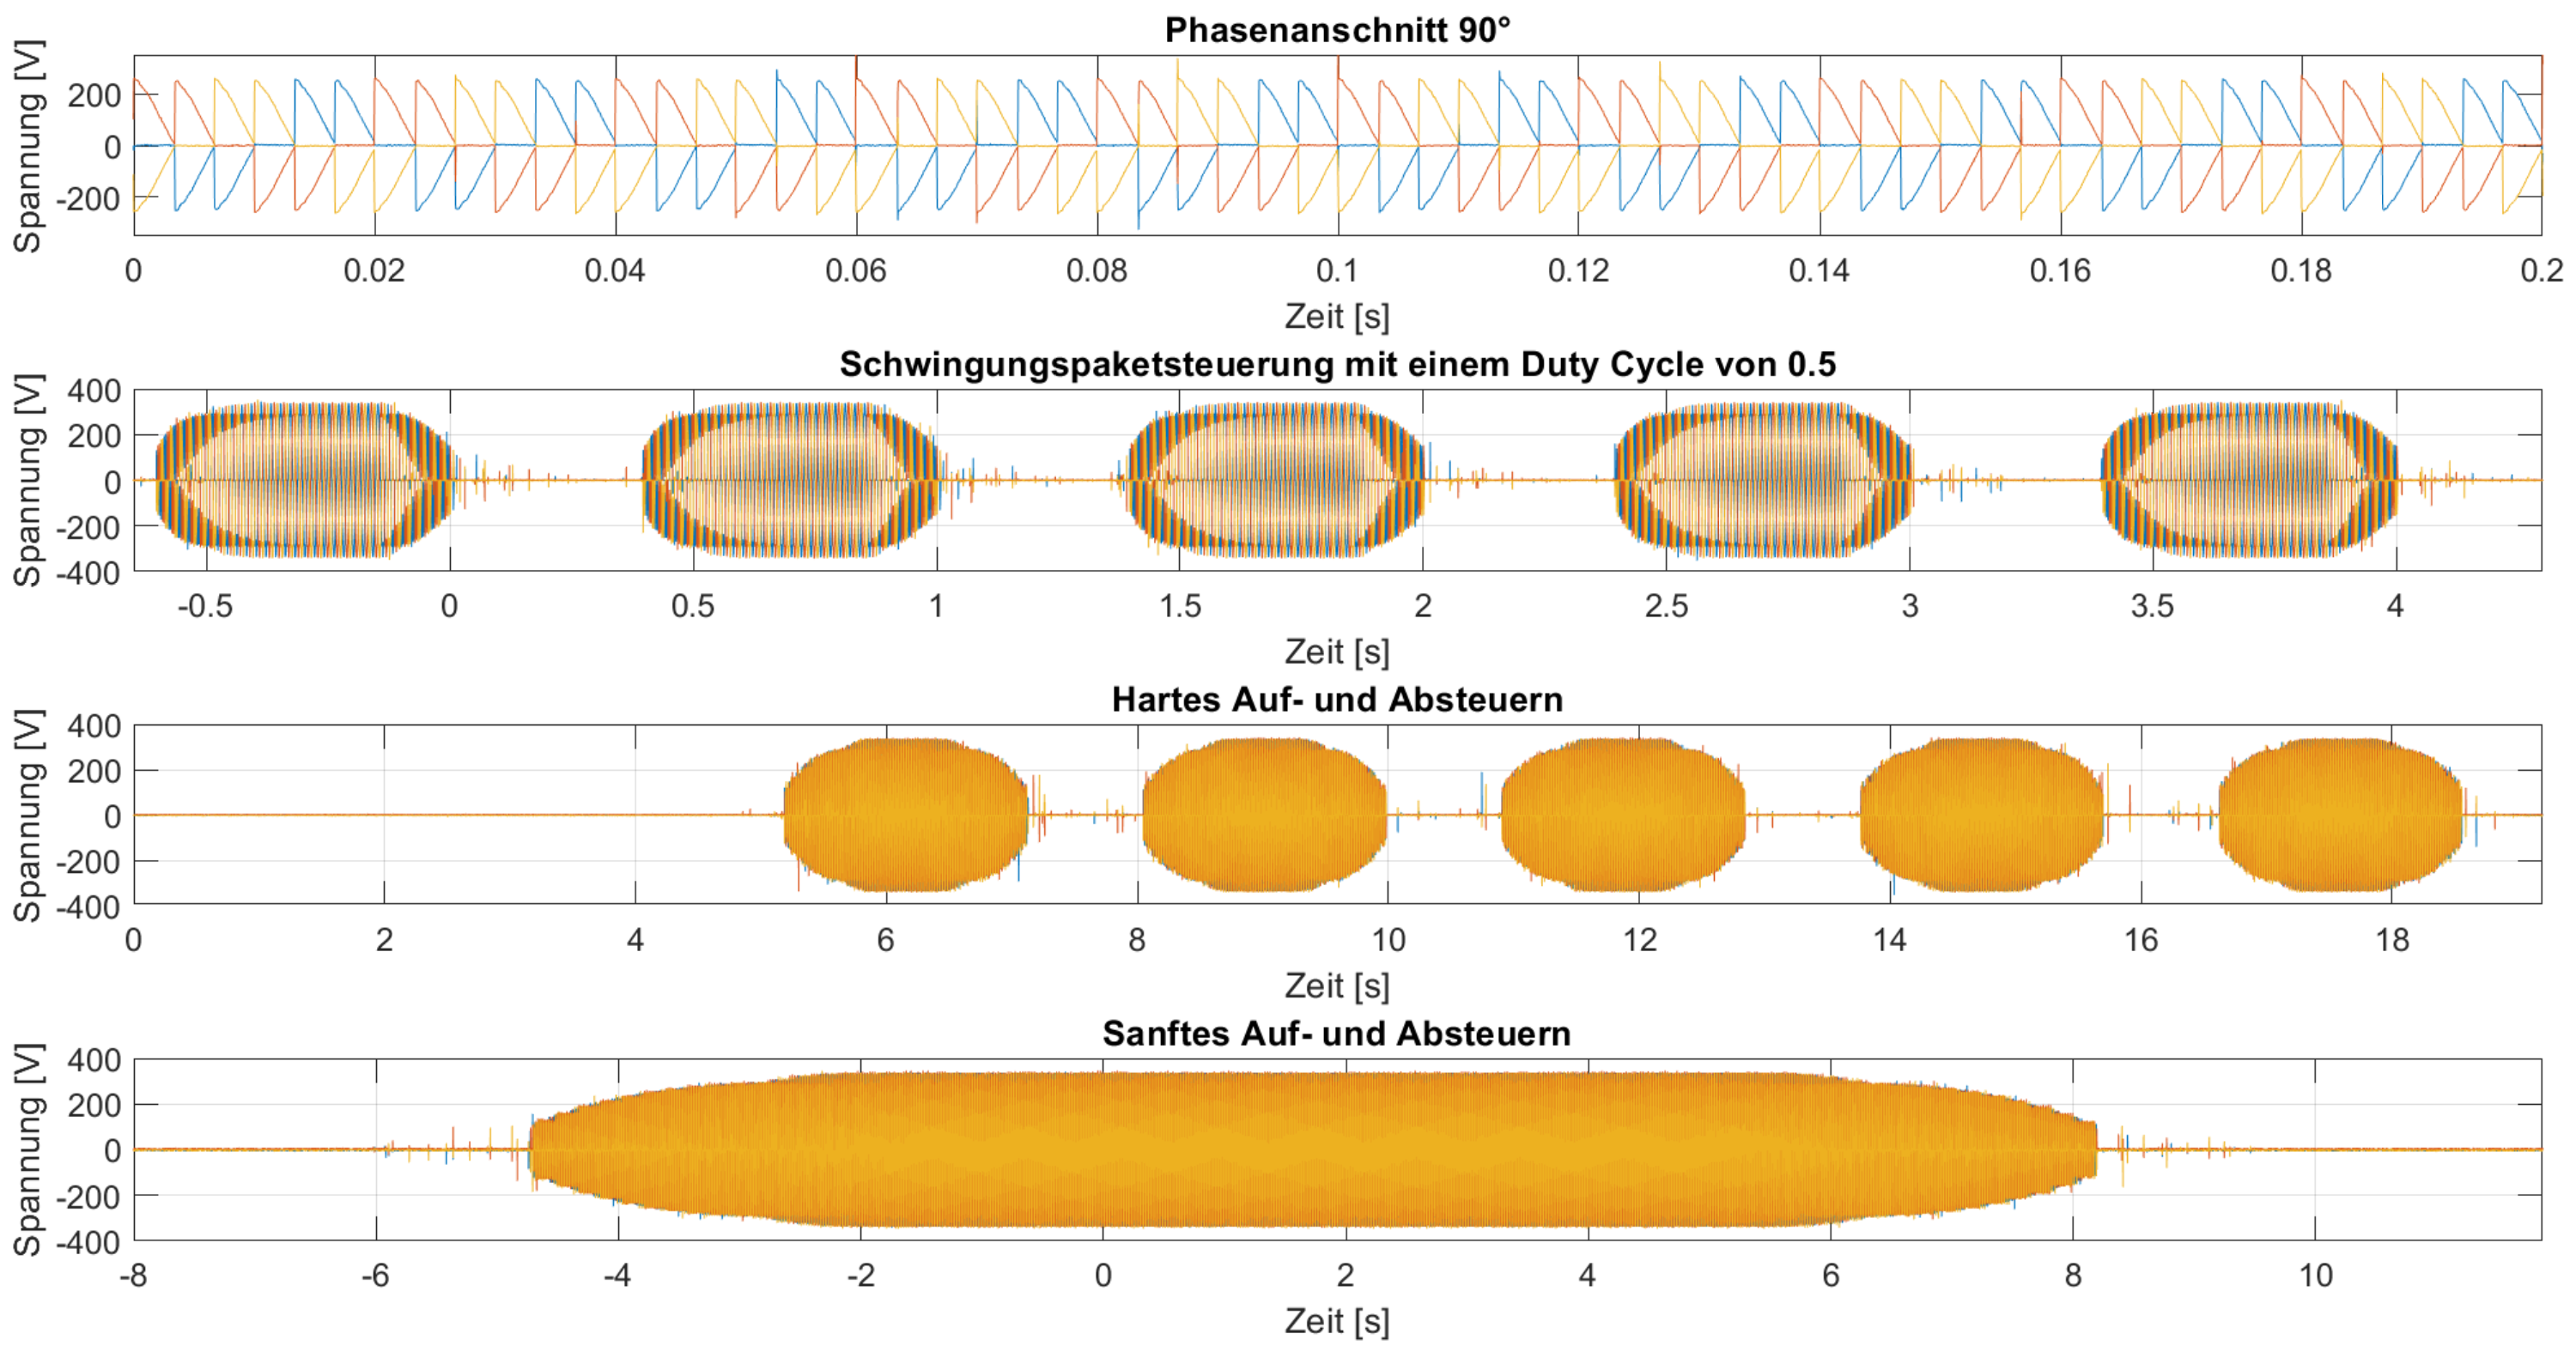 Phasenanschnitt 90°
Spannung [V]
200
0
-200
0 0.02 0.04 0.06 0.08 0.1 0.12 0.14 0.16 0.18 0.2
Zeit [s]
Schwingungspaketsteuerung mit einem Duty Cycle von 0.5
Spannung [V]
400
200
0
-200
-400
-0.5 0 0.5 1 1.5 2 2.5 3 3.5 4
Zeit [s]
Hartes Auf- und Absteuern
Spannung [V]
400
200
0
-200
-400
0 2 4 6 8 10 12 14 16 18
Zeit [s]
Sanftes Auf- und Absteuern
Spannung [V]
400
200
0
-200
-400
-8 -6 -4 -2 0 2 4 6 8 10
Zeit [s]